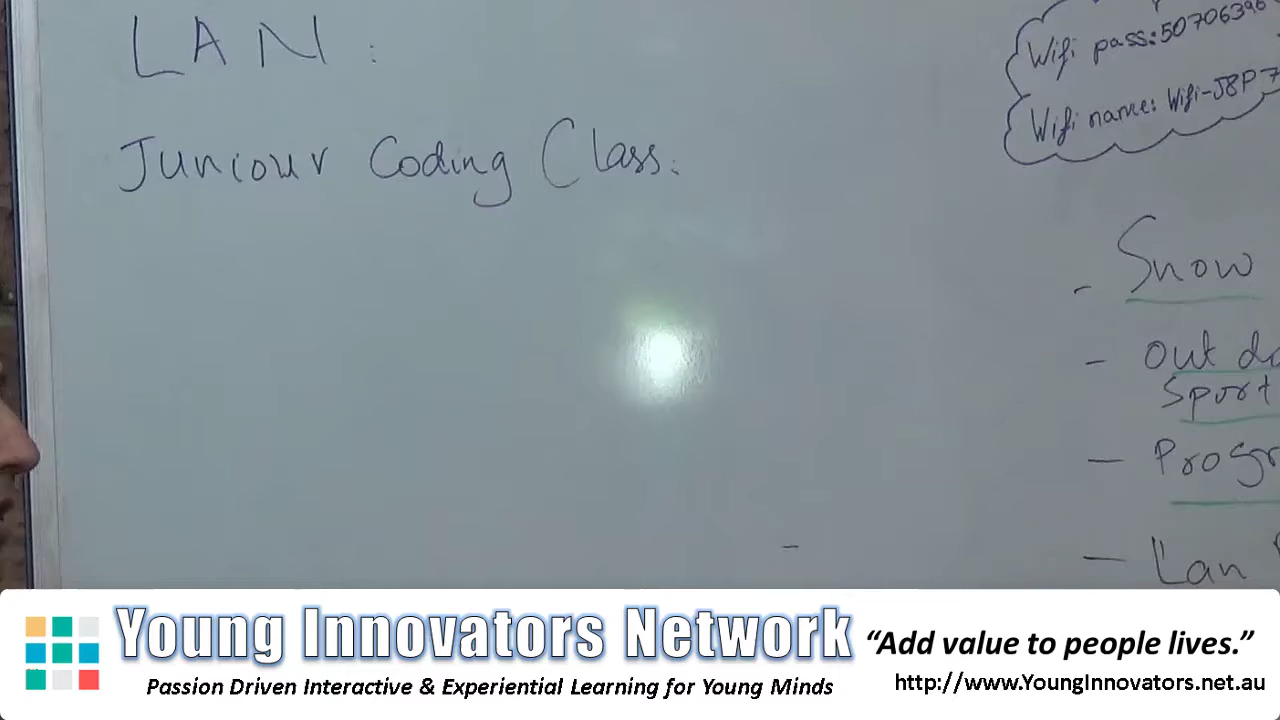 LAN:
Juniour Coding Class:
Wifi pass:50706396
Wifi name: Wifi-J8P7
- Snow
- Out do
Sport
- Progr
- Lan
Young Innovators Network
Passion Driven Interactive & Experiential Learning for Young Minds
“Add value to people lives.”
http://www.YoungInnovators.net.au